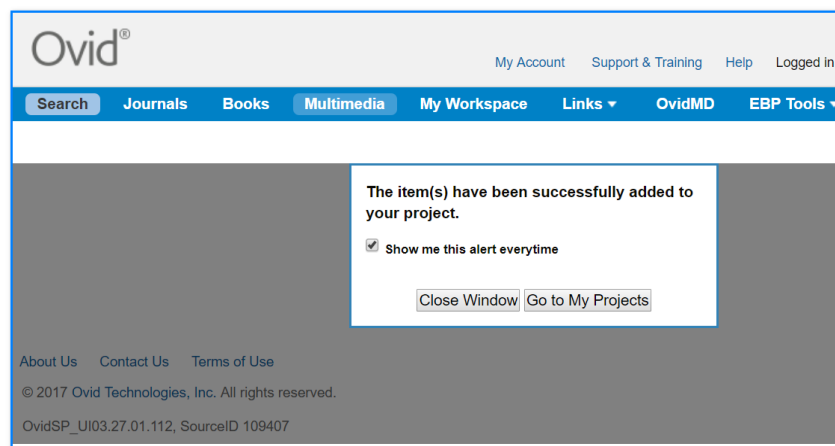 Ovid®
My Account Support & Training Help Logged in
Search Journals Books Multimedia My Workspace Links ▾ OvidMD EBP Tools ▾
The item(s) have been successfully added to
your project.
Show me this alert everytime
Close Window Go to My Projects
About Us Contact Us Terms of Use
© 2017 Ovid Technologies, Inc. All rights reserved.
OvidSP_UI03.27.01.112, SourceID 109407